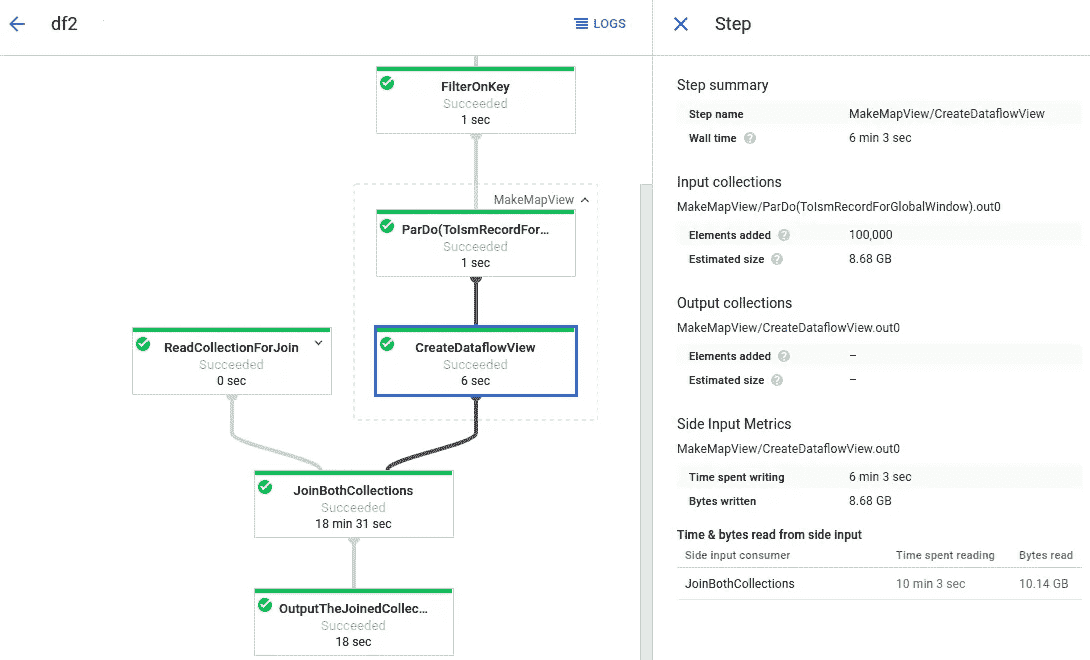 df2
LOGS
FilterOnKey
Succeeded
1 sec
MakeMapView
ParDo(ToIsmRecordFor...
Succeeded
1 sec
ReadCollectionForJoin
Succeeded
0 sec
CreateDataflowView
Succeeded
6 sec
JoinBothCollections
Succeeded
18 min 31 sec
OutputTheJoinedCollec...
Succeeded
18 sec
Step
Step summary
Step name MakeMapView/CreateDataflowView
Wall time ? 6 min 3 sec
Input collections
MakeMapView/ParDo(ToIsmRecordForGlobalWindow).out0
Elements added ? 100,000
Estimated size ? 8.68 GB
Output collections
MakeMapView/CreateDataflowView.out0
Elements added ? –
Estimated size ? –
Side Input Metrics
MakeMapView/CreateDataflowView.out0
Time spent writing 6 min 3 sec
Bytes written 8.68 GB
Time & bytes read from side input
Side input consumer Time spent reading Bytes read
JoinBothCollections 10 min 3 sec 10.14 GB